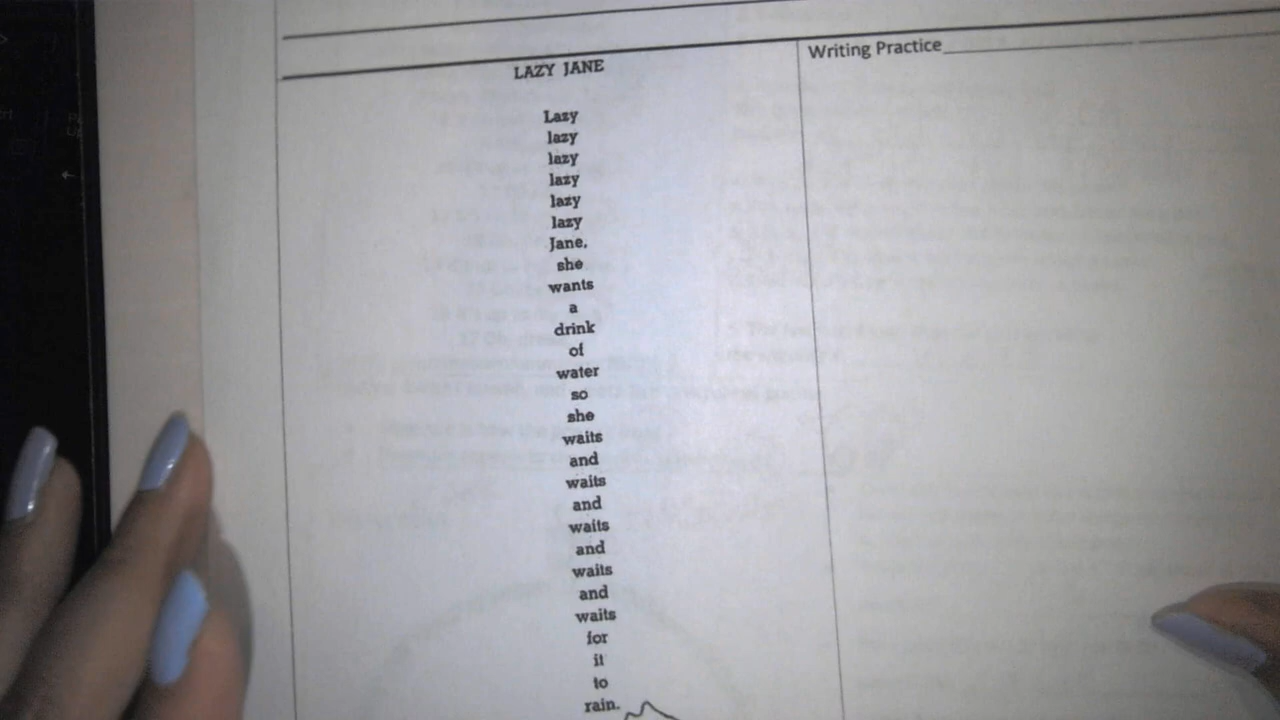 LAZY JANE
Writing Practice
Lazy
lazy
lazy
lazy
lazy
lazy
Jane,
she
wants
a
drink
of
water
so
she
waits
and
waits
and
waits
and
waits
and
waits
for
it
to
rain.